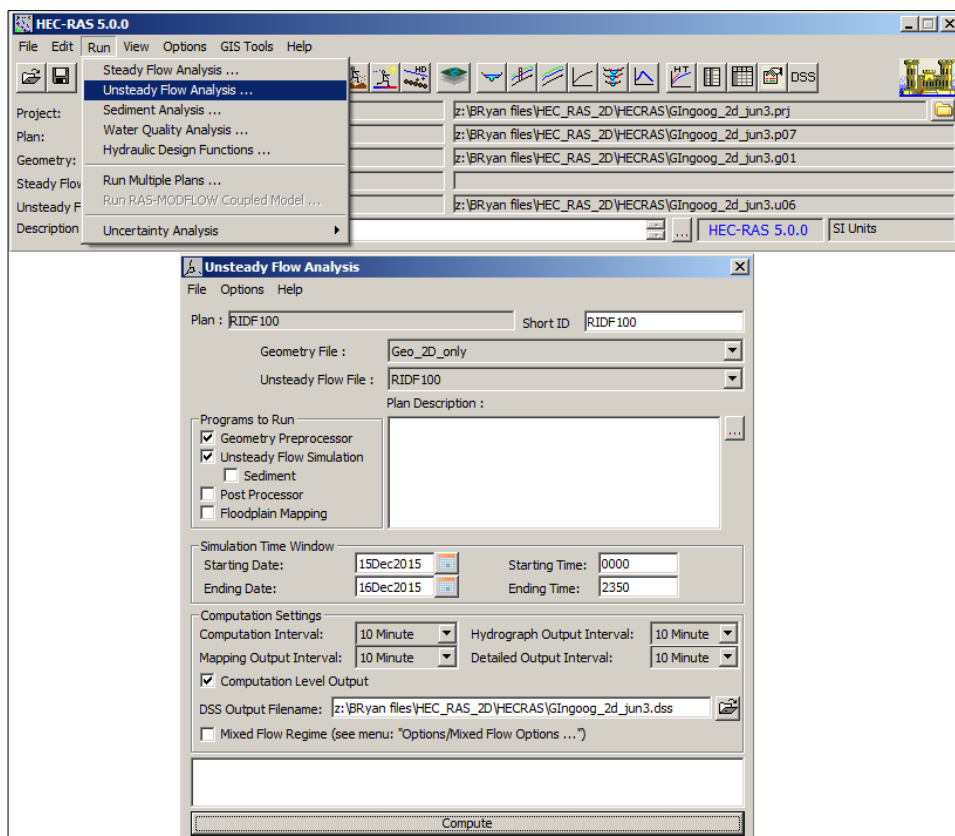 HEC-RAS 5.0.0
File Edit Run View Options GIS Tools Help
Steady Flow Analysis ...
Unsteady Flow Analysis ...
Sediment Analysis ...
Water Quality Analysis ...
Hydraulic Design Functions ...
Run Multiple Plans ...
Run RAS-MODFLOW Coupled Model ...
Uncertainty Analysis
HD
HT
DSS
Project: z:\BRyan files\HEC_RAS_2D\HECRAS\GIngoog_2d_jun3.prj
Plan: z:\BRyan files\HEC_RAS_2D\HECRAS\GIngoog_2d_jun3.p07
Geometry: z:\BRyan files\HEC_RAS_2D\HECRAS\GIngoog_2d_jun3.g01
Steady Flow
Unsteady F z:\BRyan files\HEC_RAS_2D\HECRAS\GIngoog_2d_jun3.u06
Description ... HEC-RAS 5.0.0 SI Units
Unsteady Flow Analysis
File Options Help
Plan : RIDF100 Short ID RIDF100
Geometry File : Geo_2D_only
Unsteady Flow File : RIDF100
Plan Description :
Programs to Run
Geometry Preprocessor ...
Unsteady Flow Simulation
Sediment
Post Processor
Floodplain Mapping
Simulation Time Window
Starting Date: 15Dec2015 Starting Time: 0000
Ending Date: 16Dec2015 Ending Time: 2350
Computation Settings
Computation Interval: 10 Minute Hydrograph Output Interval: 10 Minute
Mapping Output Interval: 10 Minute Detailed Output Interval: 10 Minute
Computation Level Output
DSS Output Filename: z:\BRyan files\HEC_RAS_2D\HECRAS\GIngoog_2d_jun3.dss
Mixed Flow Regime (see menu: "Options/Mixed Flow Options ...")
Compute